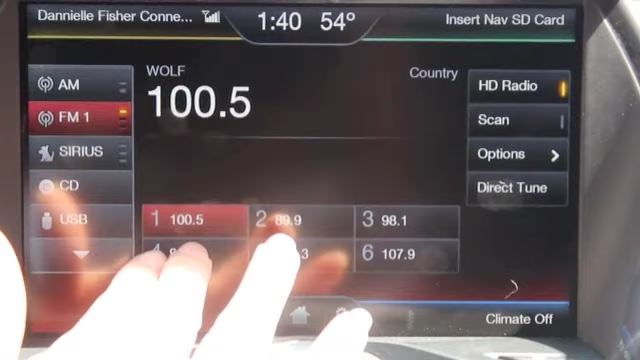 Dannielle Fisher Conne...
1:40 54°
Insert Nav SD Card
AM
FM 1
SIRIUS
CD
USB
WOLF
Country
100.5
HD Radio
Scan
Options
Direct Tune
1 100.5
2 89.9
3 98.1
4
6 107.9
Climate Off